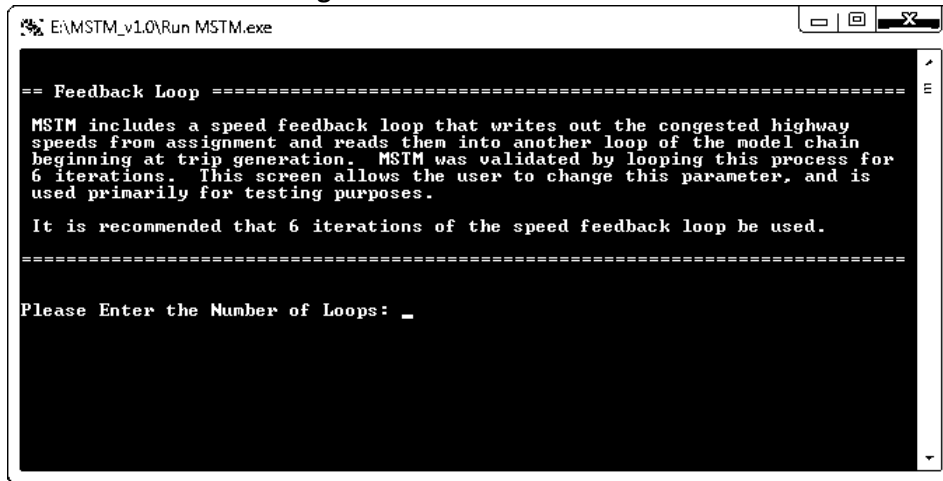 E:\MSTM_v1.0\Run MSTM.exe
== Feedback Loop ===============================================================
MSTM includes a speed feedback loop that writes out the congested highway
speeds from assignment and reads them into another loop of the model chain
beginning at trip generation.  MSTM was validated by looping this process for
6 iterations.  This screen allows the user to change this parameter, and is
used primarily for testing purposes.
It is recommended that 6 iterations of the speed feedback loop be used.
================================================================================
Please Enter the Number of Loops: _